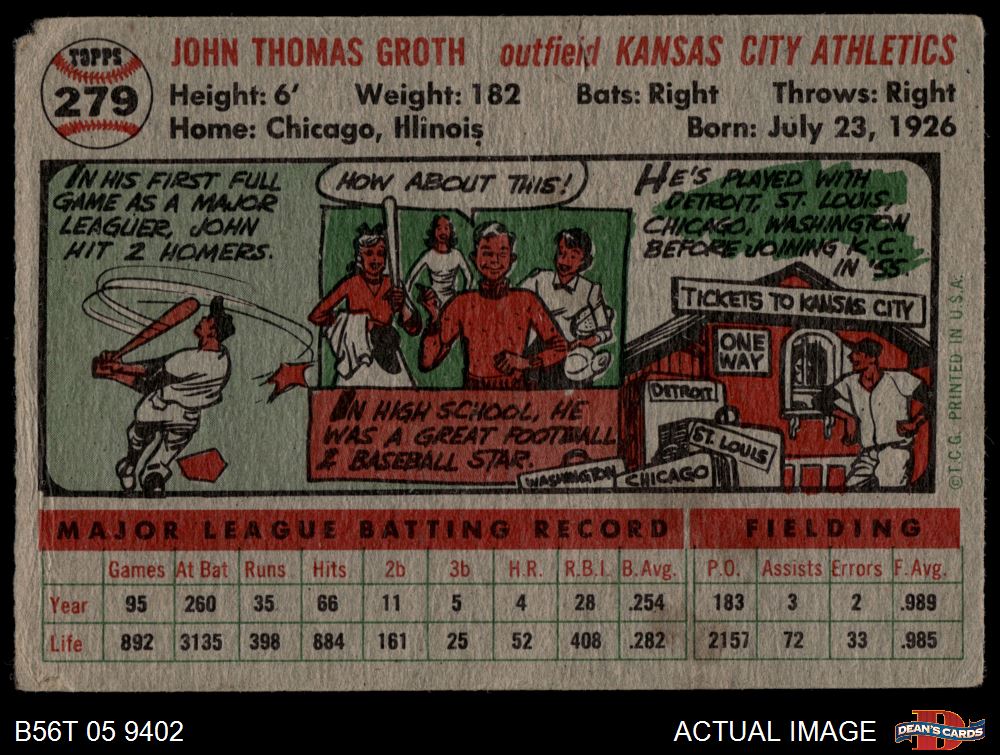 TOPPS
279
JOHN THOMAS GROTH outfield KANSAS CITY ATHLETICS
Height: 6' Weight: 182 Bats: Right Throws: Right
Home: Chicago, Illinois Born: July 23, 1926
IN HIS FIRST FULL
GAME AS A MAJOR
LEAGUER, JOHN
HIT 2 HOMERS.
HOW ABOUT THIS!
IN HIGH SCHOOL, HE
WAS A GREAT FOOTBALL
& BASEBALL STAR.
HE'S PLAYED WITH
DETROIT, ST. LOUIS,
CHICAGO, WASHINGTON
BEFORE JOINING K.C.
IN '55
TICKETS TO KANSAS CITY
ONE
WAY
DETROIT
ST. LOUIS
WASHINGTON
CHICAGO
©T.C.G. PRINTED IN U.S.A.
MAJOR LEAGUE BATTING RECORD FIELDING
Games At Bat Runs Hits 2b 3b H.R. R.B.I. B. Avg. P.O. Assists Errors F. Avg.
Year 95 260 35 66 11 5 4 28 .254 183 3 2 .989
Life 892 3135 398 884 161 25 52 408 .282 2157 72 33 .985
B56T 05 9402 ACTUAL IMAGE
D
DEAN'S CARDS